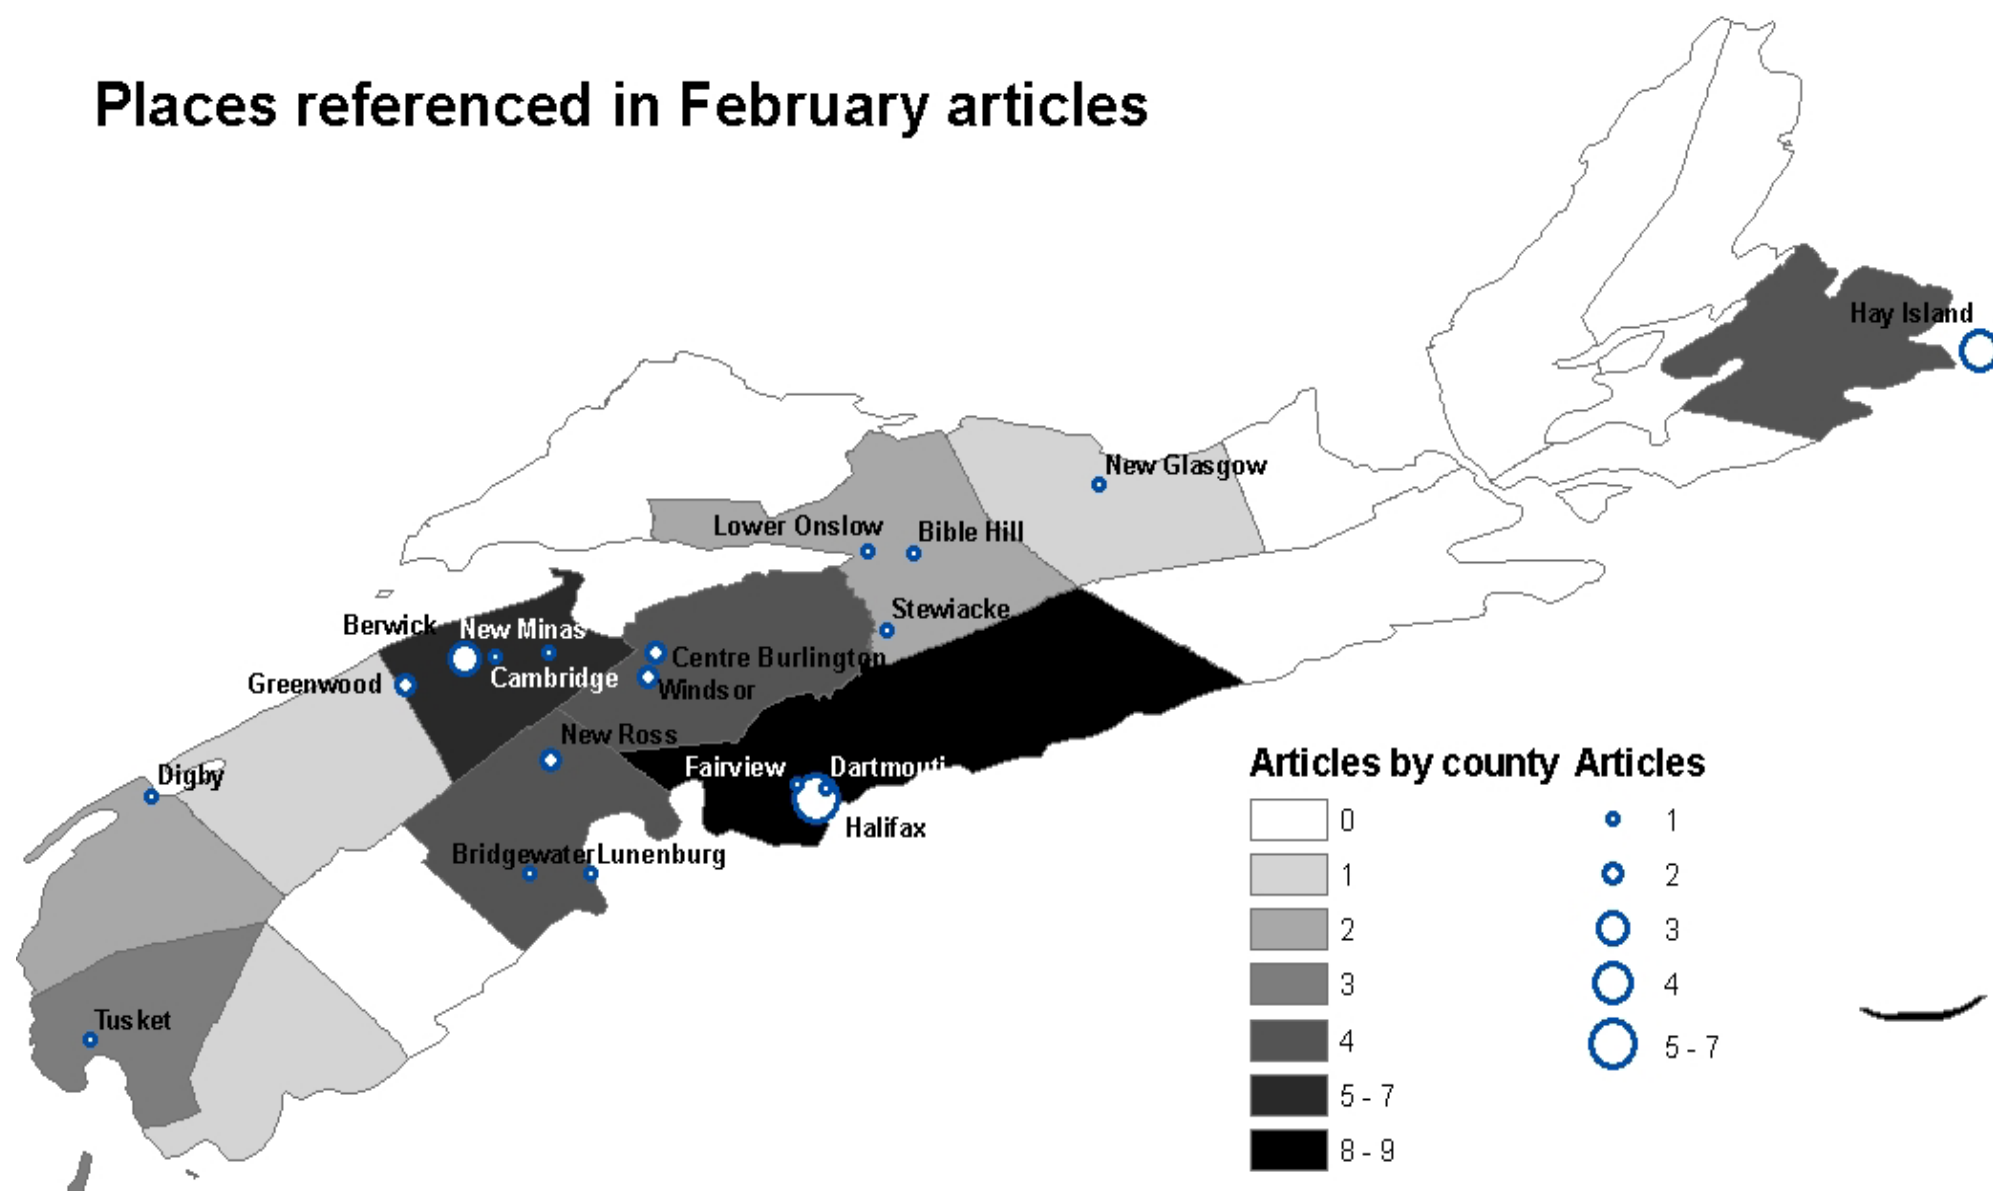 Places referenced in February articles
Hay Island
New Glasgow
Lower Onslow
Bible Hill
Stewiacke
Berwick
New Minas
Cambridge
Centre Burlington
Greenwood
Windsor
New Ross
Fairview
Dartmouth
Digby
Halifax
Bridgewater
Lunenburg
Tusket
Articles by county
0
1
2
3
4
5 - 7
8 - 9
Articles
1
2
3
4
5 - 7